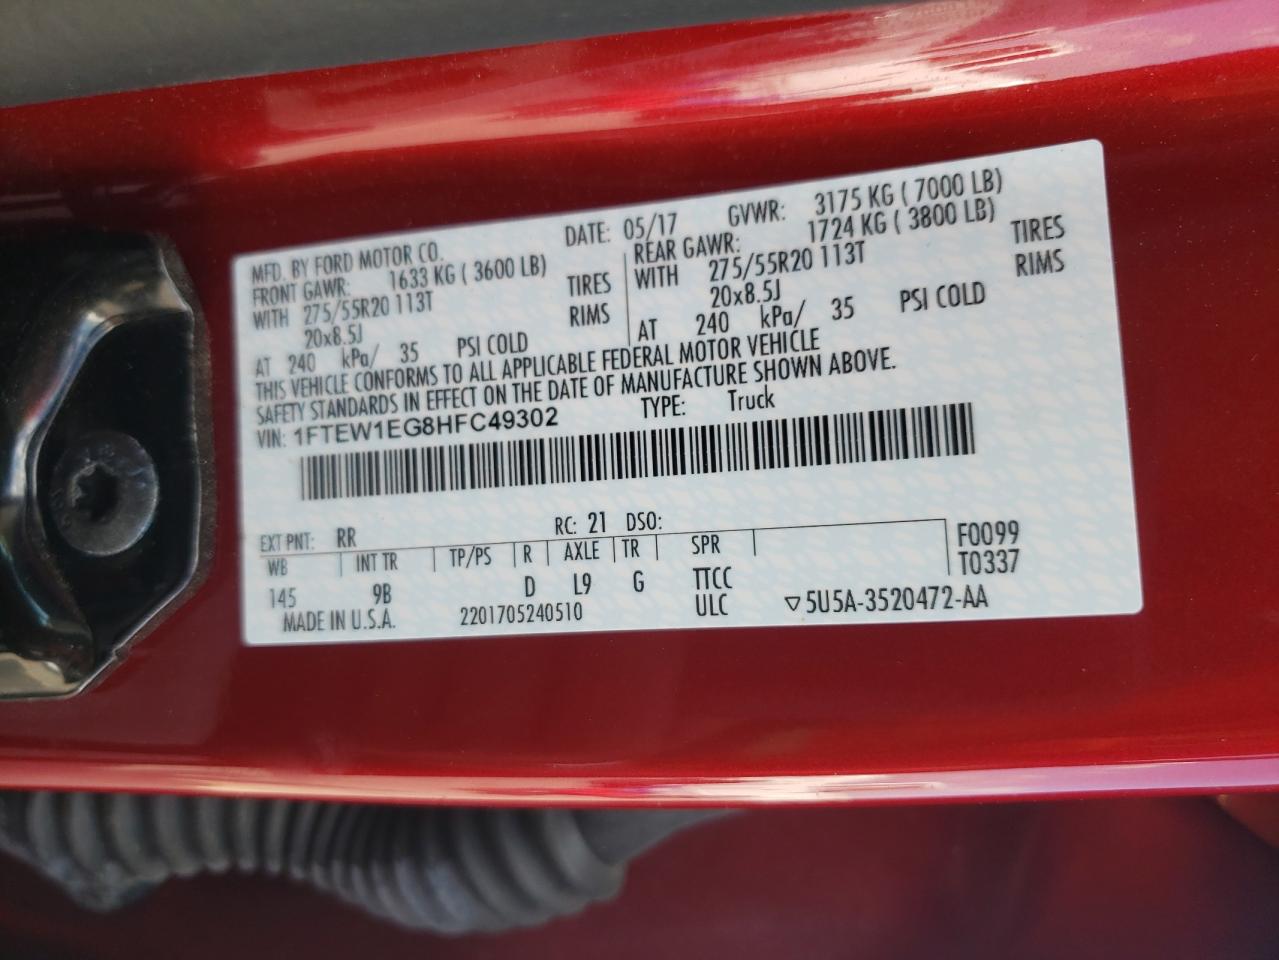 MFD. BY FORD MOTOR CO. DATE: 05/17 GVWR: 3175 KG ( 7000 LB)
FRONT GAWR: 1633 KG ( 3600 LB) REAR GAWR: 1724 KG ( 3800 LB)
WITH 275/55R20 113T TIRES WITH 275/55R20 113T TIRES
20x8.5J RIMS 20x8.5J RIMS
AT 240 kPa/ 35 PSI COLD AT 240 kPa/ 35 PSI COLD
THIS VEHICLE CONFORMS TO ALL APPLICABLE FEDERAL MOTOR VEHICLE
SAFETY STANDARDS IN EFFECT ON THE DATE OF MANUFACTURE SHOWN ABOVE.
VIN: 1FTEW1EG8HFC49302 TYPE: Truck
EXT PNT: RR RC: 21 DSO:
WB INT TR TP/PS R AXLE TR SPR F0099
145 9B D L9 G TTCC T0337
MADE IN U.S.A. 2201705240510 ULC ▽5U5A-3520472-AA